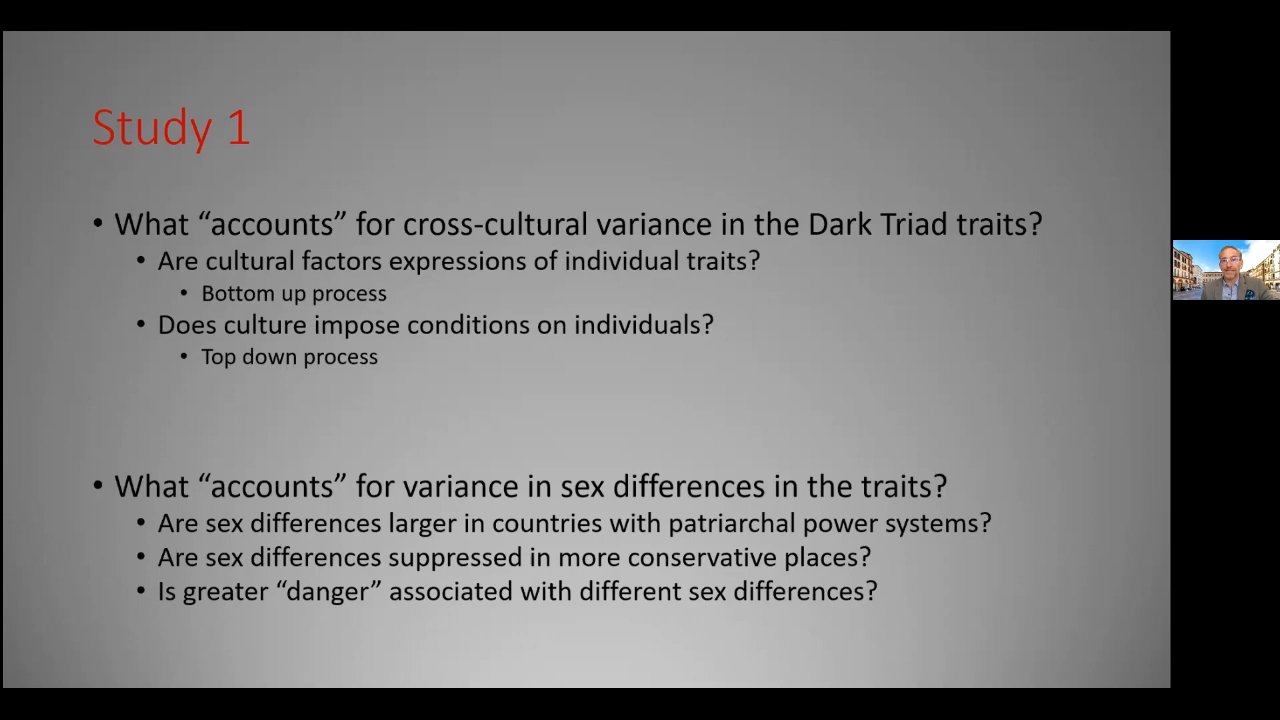 Study 1
• What “accounts” for cross-cultural variance in the Dark Triad traits?
• Are cultural factors expressions of individual traits?
• Bottom up process
• Does culture impose conditions on individuals?
• Top down process
• What “accounts” for variance in sex differences in the traits?
• Are sex differences larger in countries with patriarchal power systems?
• Are sex differences suppressed in more conservative places?
• Is greater “danger” associated with different sex differences?